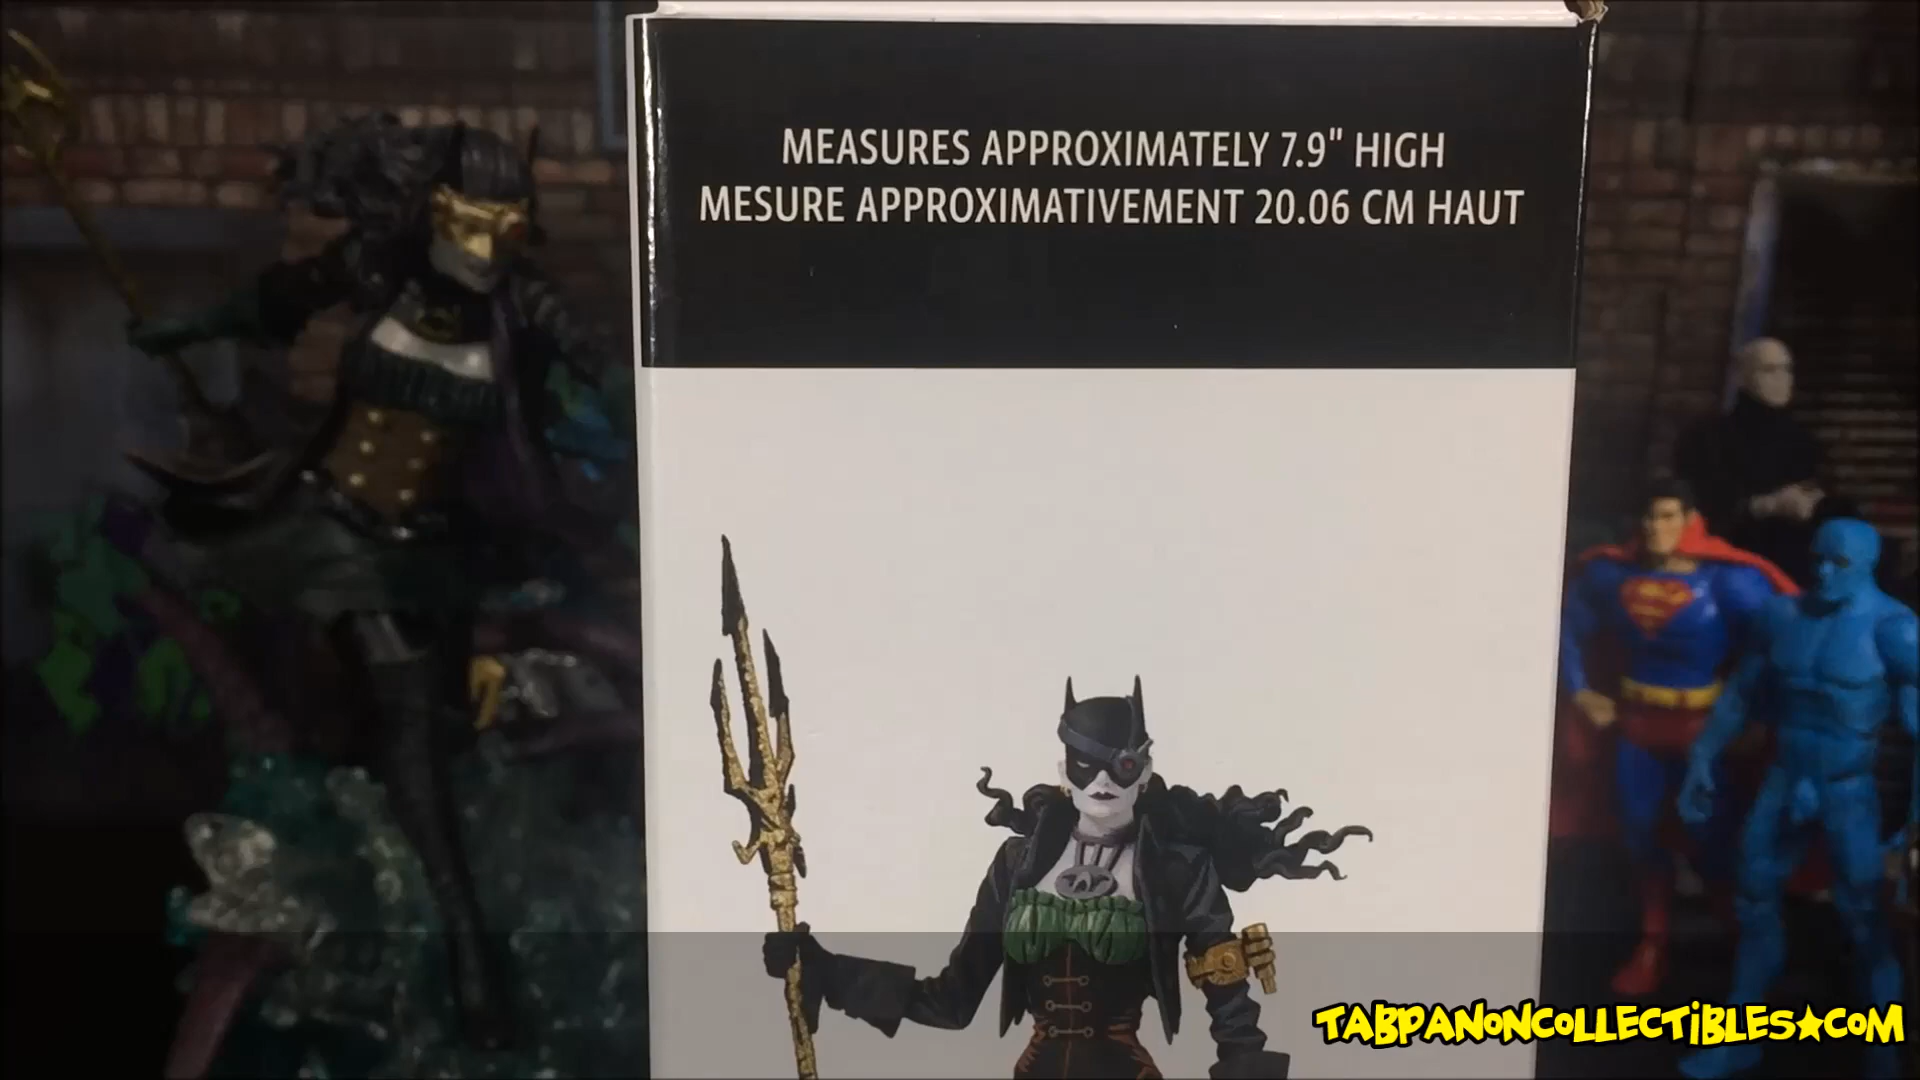 MEASURES APPROXIMATELY 7.9" HIGH
MESURE APPROXIMATIVEMENT 20.06 CM HAUT
TABPANONCOLLECTIBLES★COM